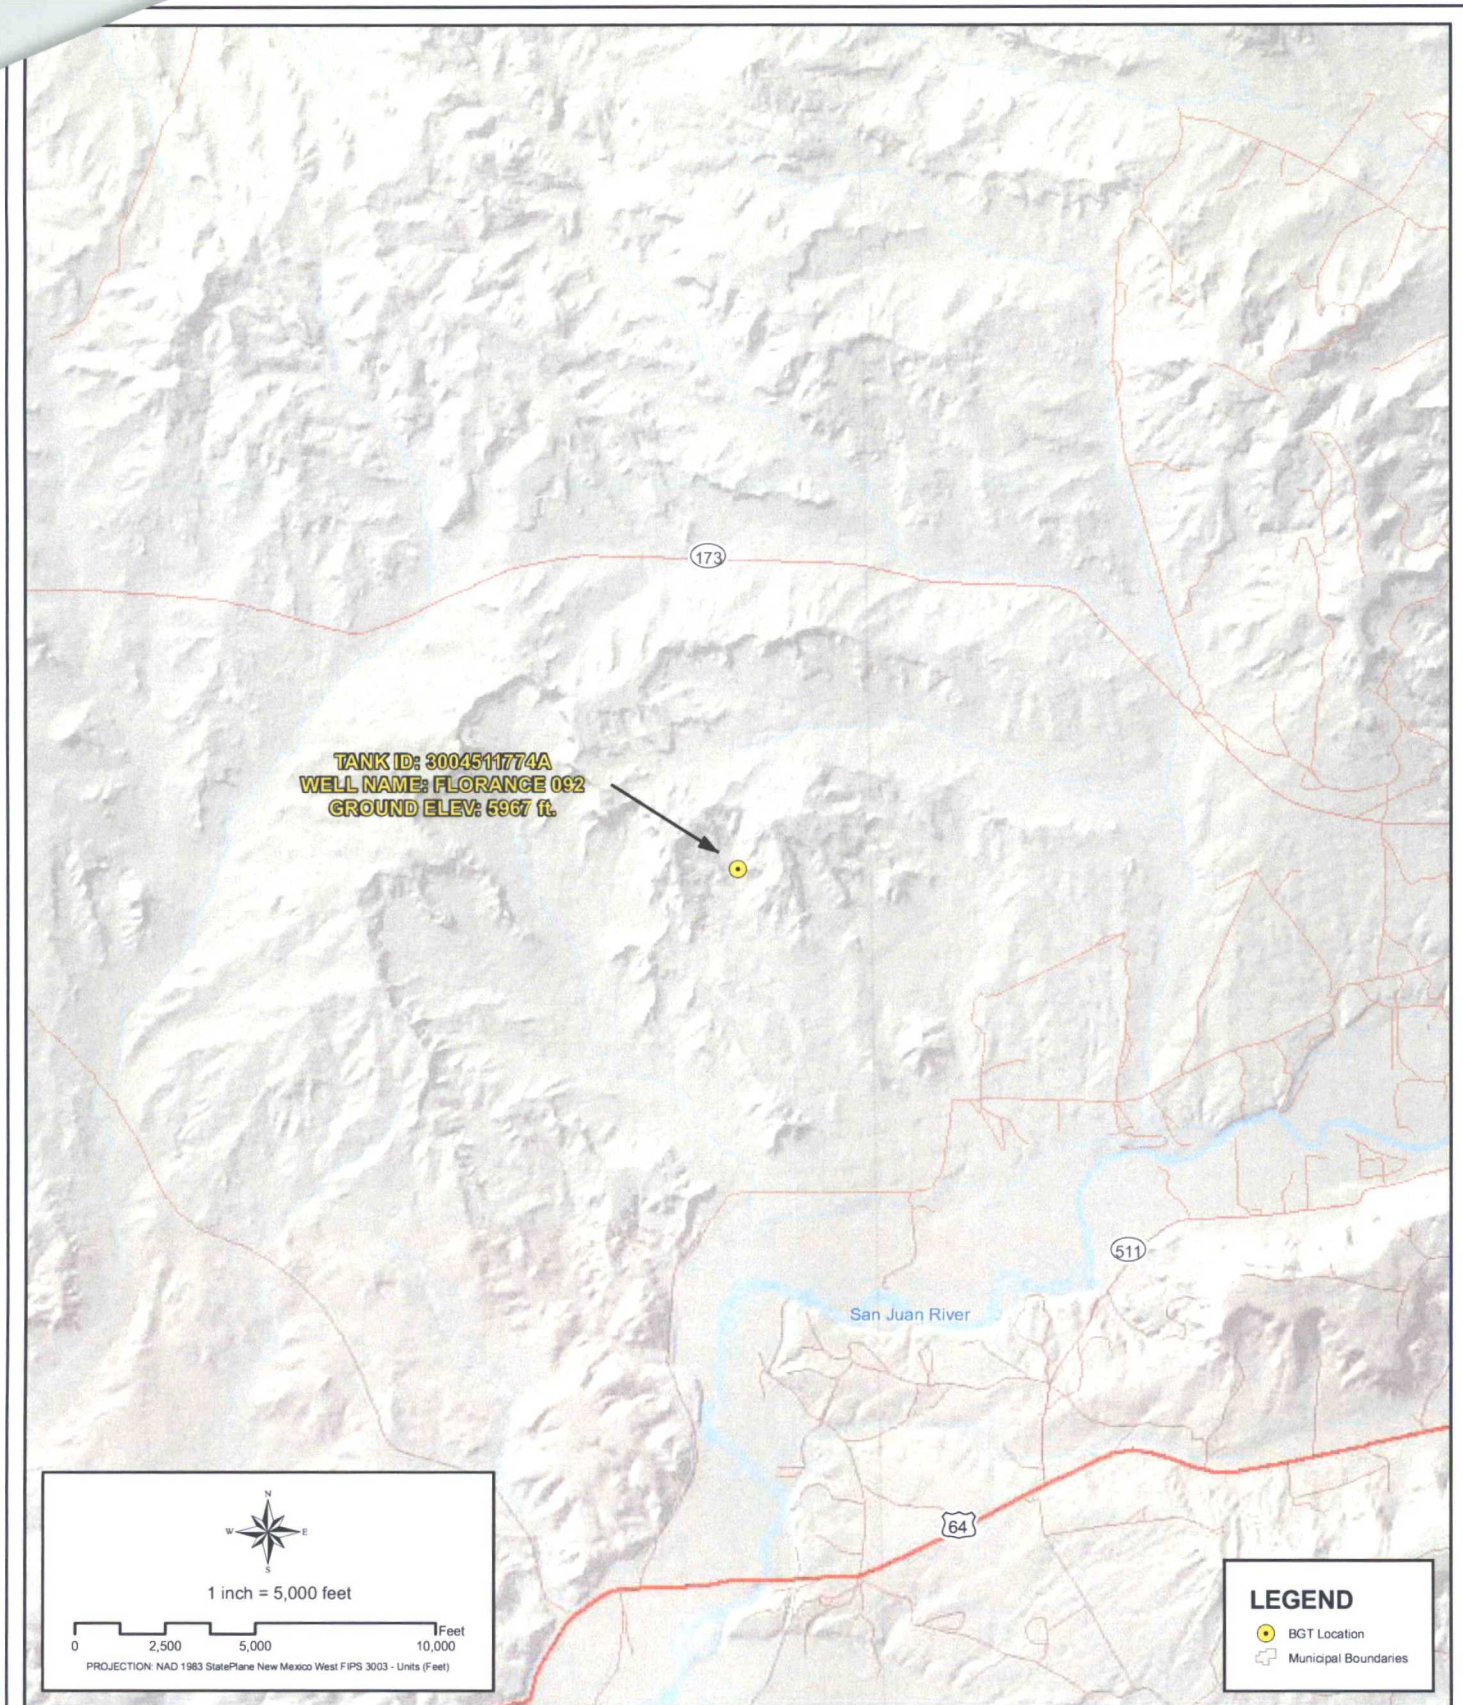 173
TANK ID: 3004511774A
WELL NAME: FLORANCE 092
GROUND ELEV: 5967 ft.
511
San Juan River
64
N
W E
S
1 inch = 5,000 feet
Feet
0 2,500 5,000 10,000
PROJECTION: NAD 1983 StatePlane New Mexico West FIPS 3003 - Units (Feet)
LEGEND
BGT Location
Municipal Boundaries